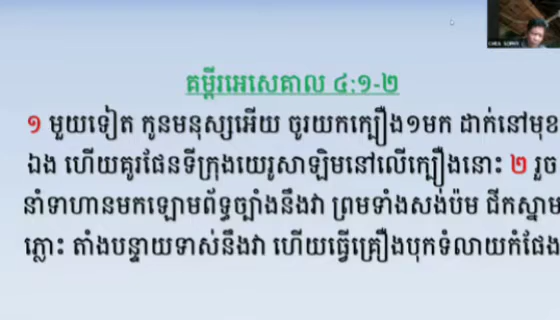 គម្ពីរអេសេគាល ៤:១-២
១ មួយទៀត កូនមនុស្សអើយ ចូរយកក្បឿង១មក ដាក់នៅមុខ
ឯង ហើយគូរផែនទីក្រុងយេរូសាឡិមនៅលើក្បឿងនោះ ២ រួច
នាំទាហានមកឡោមព័ទ្ធច្បាំងនឹងវា ព្រមទាំងសង់ប៉ម ជីកស្នាម
ភ្លោះ តាំងបន្ទាយទាស់នឹងវា ហើយធ្វើគ្រឿងបុកទំលាយកំផែង